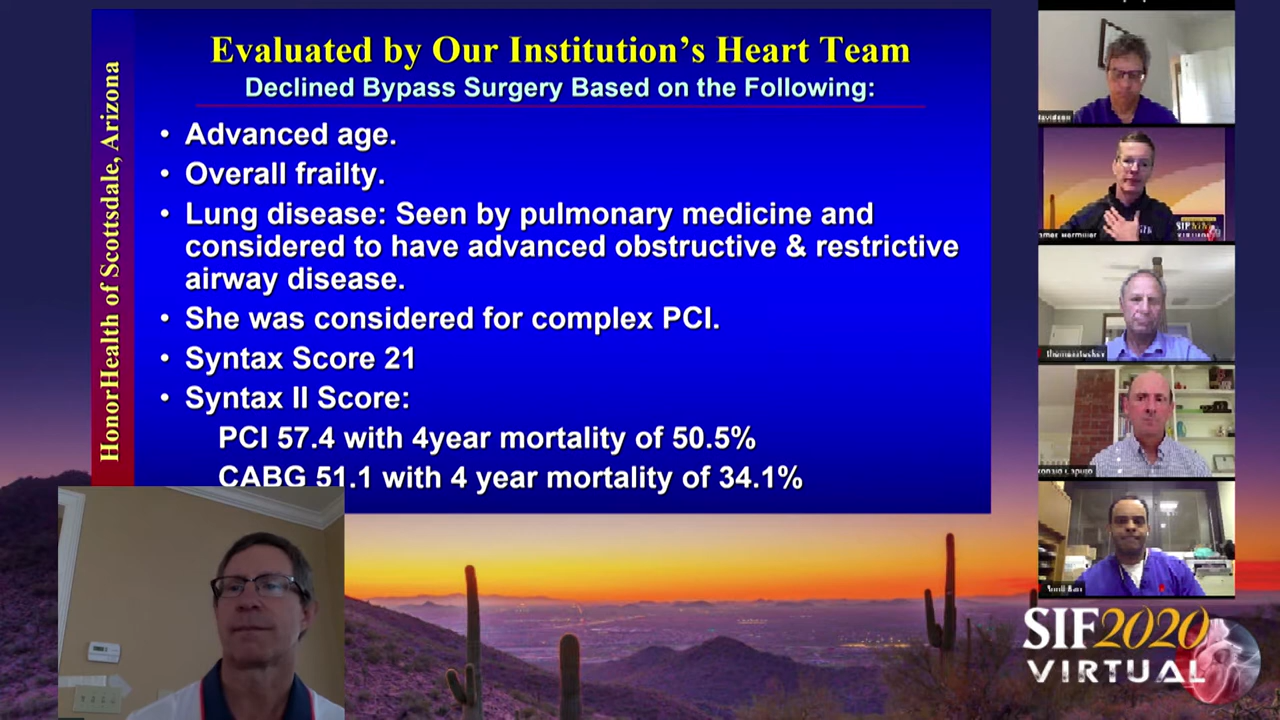 Evaluated by Our Institution's Heart Team
Declined Bypass Surgery Based on the Following:
HonorHealth of Scottsdale, Arizona
• Advanced age.
• Overall frailty.
• Lung disease: Seen by pulmonary medicine and
considered to have advanced obstructive & restrictive
airway disease.
• She was considered for complex PCI.
• Syntax Score 21
• Syntax II Score:
PCI 57.4 with 4year mortality of 50.5%
CABG 51.1 with 4 year mortality of 34.1%
SIF2020
VIRTUAL